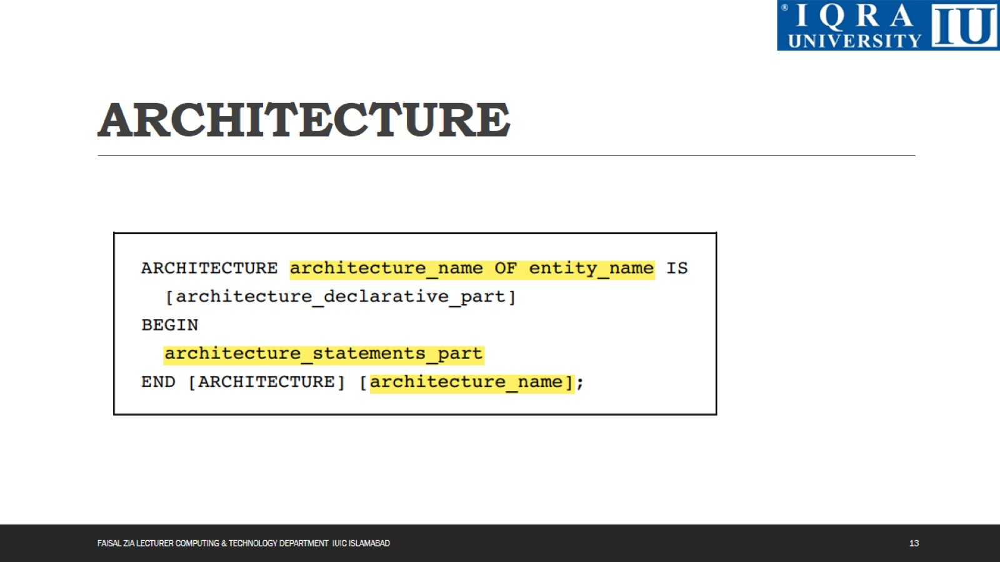 ® IQRA
UNIVERSITY IU
ARCHITECTURE
ARCHITECTURE architecture_name OF entity_name IS
[architecture_declarative_part]
BEGIN
architecture_statements_part
END [ARCHITECTURE] [architecture_name];
FAISAL ZIA LECTURER COMPUTING & TECHNOLOGY DEPARTMENT IUIC ISLAMABAD 13